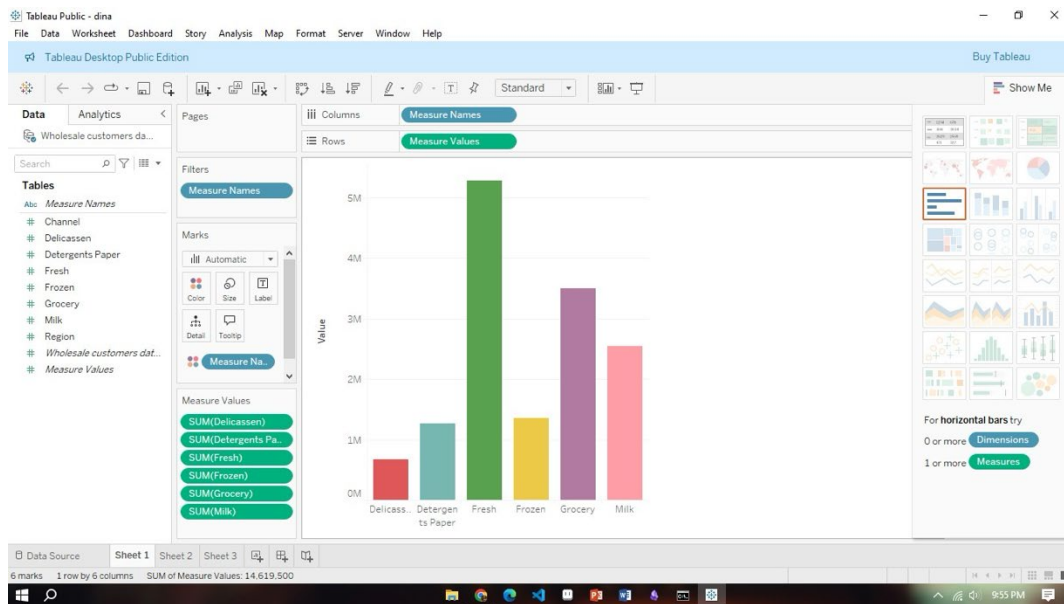 Tableau Public - dina
File Data Worksheet Dashboard Story Analysis Map Format Server Window Help
Tableau Desktop Public Edition
Buy Tableau
Standard
Show Me
Data Analytics
Wholesale customers da...
Search
Tables
Abc Measure Names
# Channel
# Delicassen
# Detergents Paper
# Fresh
# Frozen
# Grocery
# Milk
# Region
# Wholesale customers dat...
# Measure Values
Pages
Filters
Measure Names
Marks
Automatic
Color Size Label
Detail Tooltip
Measure Na..
Measure Values
SUM(Delicassen)
SUM(Detergents Pa..
SUM(Fresh)
SUM(Frozen)
SUM(Grocery)
SUM(Milk)
Columns Measure Names
Rows Measure Values
Value
5M
4M
3M
2M
1M
0M
Delicass.. Detergen Fresh Frozen Grocery Milk
ts Paper
For horizontal bars try
0 or more Dimensions
1 or more Measures
Data Source Sheet 1 Sheet 2 Sheet 3
6 marks 1 row by 6 columns SUM of Measure Values: 14,619,500
9:55 PM